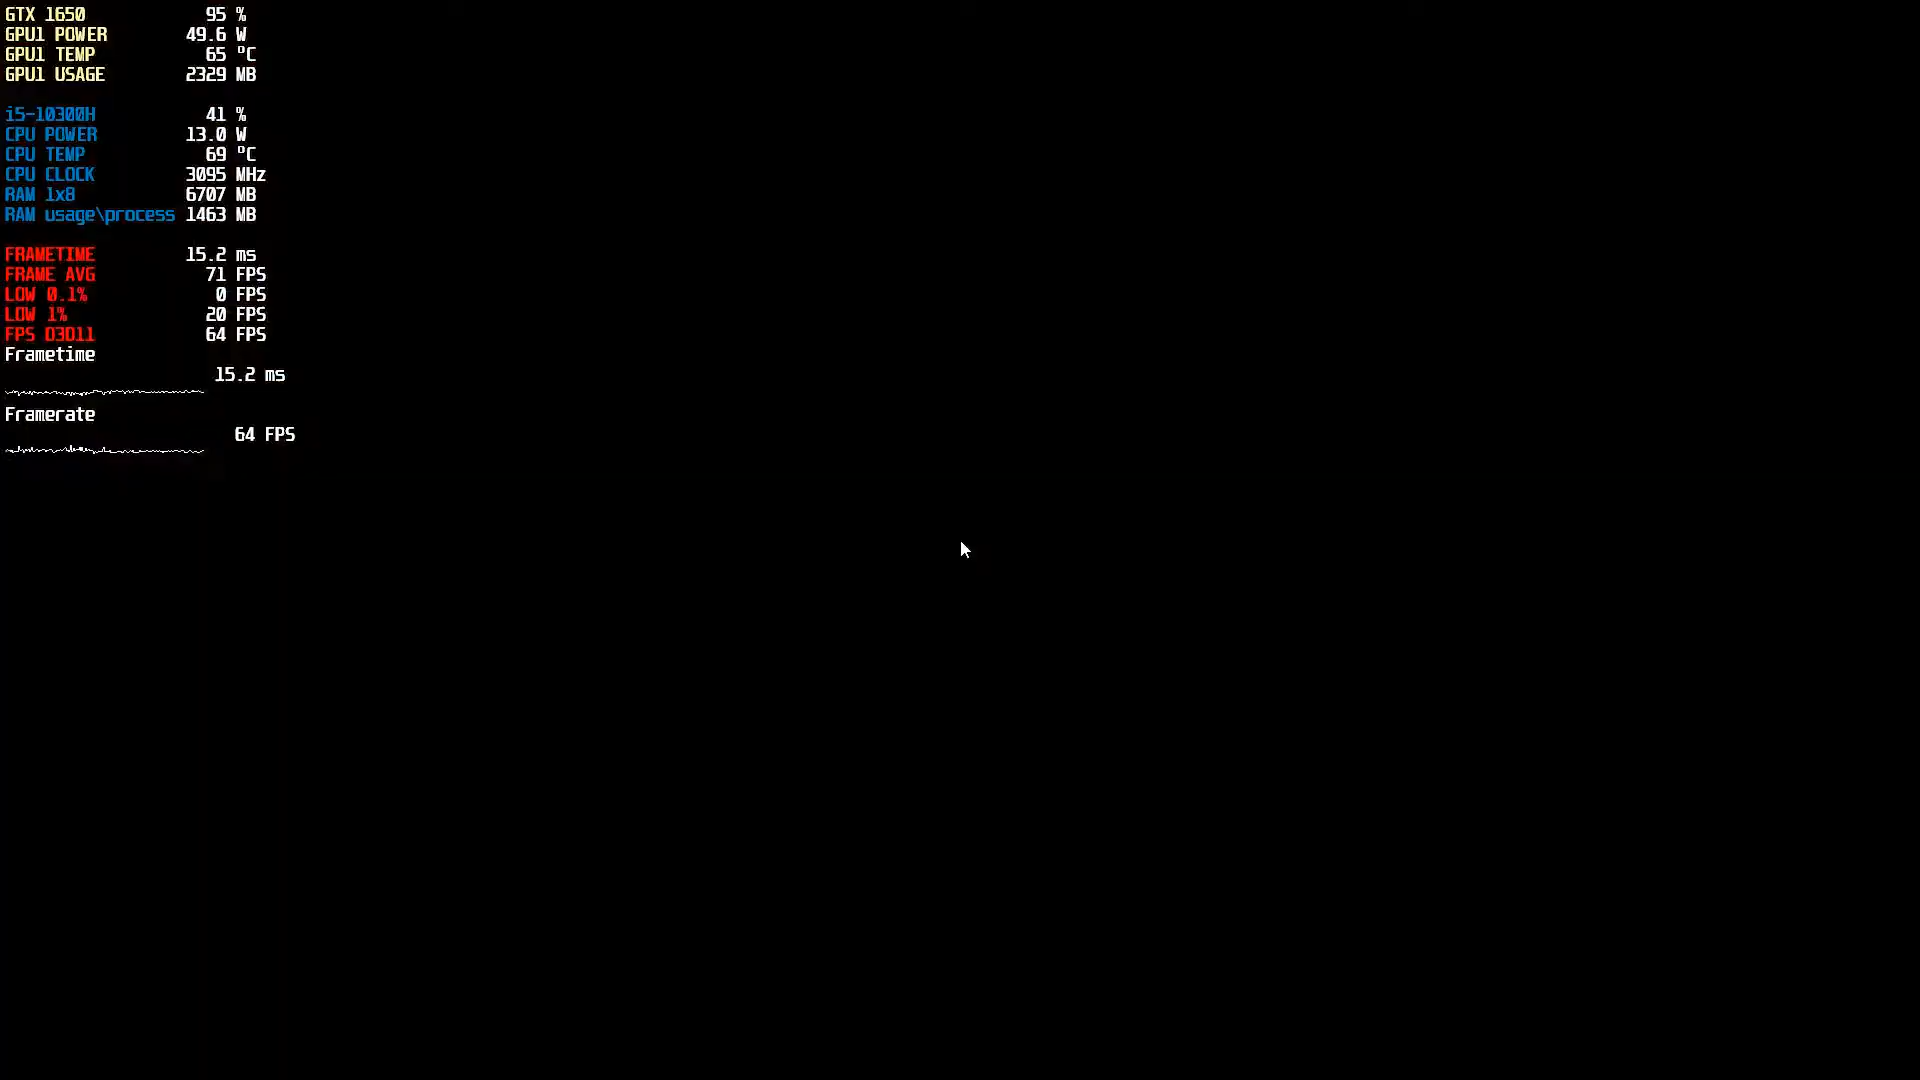 GTX 1650 95 %
GPU1 POWER 49.6 W
GPU1 TEMP 65 °C
GPU1 USAGE 2329 MB
i5-10300H 41 %
CPU POWER 13.0 W
CPU TEMP 69 °C
CPU CLOCK 3095 MHz
RAM 1x8 6707 MB
RAM usage\process 1463 MB
FRAMETIME 15.2 ms
FRAME AVG 71 FPS
LOW 0.1% 0 FPS
LOW 1% 20 FPS
FPS D3D11 64 FPS
Frametime
15.2 ms
Framerate
64 FPS